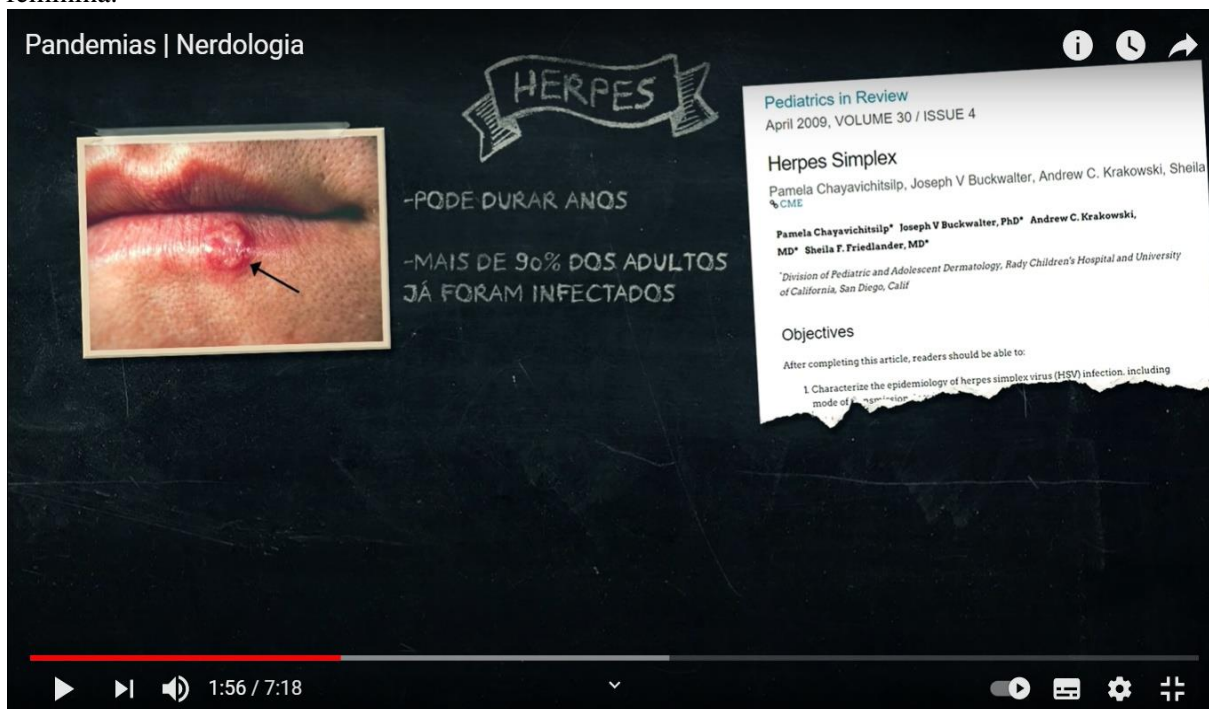 Pandemias | Nerdologia
HERPES
-PODE DURAR ANOS
-MAIS DE 90% DOS ADULTOS
JÁ FORAM INFECTADOS
Pediatrics in Review
April 2009, VOLUME 30 / ISSUE 4
Herpes Simplex
Pamela Chayavichitsilp, Joseph V Buckwalter, Andrew C. Krakowski, Sheila
CME
Pamela Chayavichitsilp* Joseph V Buckwalter, PhD* Andrew C. Krakowski,
MD* Sheila F. Friedlander, MD*
*Division of Pediatric and Adolescent Dermatology, Rady Children's Hospital and University
of California, San Diego, Calif
Objectives
After completing this article, readers should be able to:
1. Characterize the epidemiology of herpes simplex virus (HSV) infection, including
mode of
1:56 / 7:18